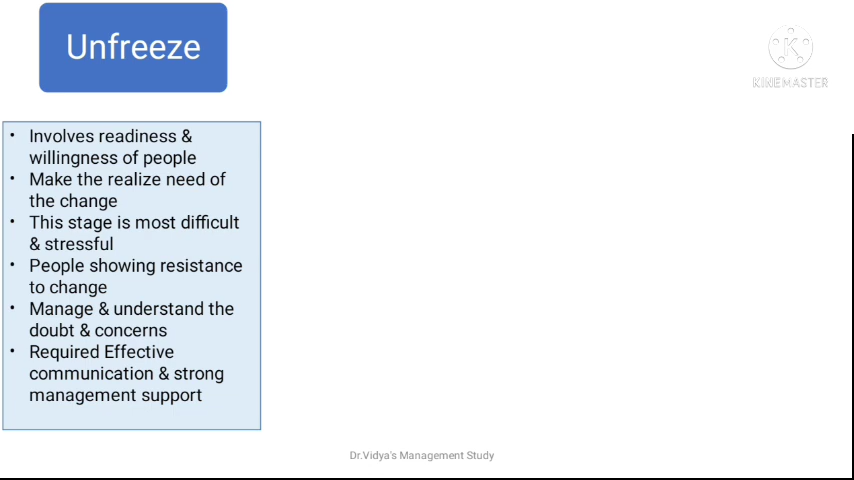 Unfreeze
KINEMASTER
• Involves readiness &
willingness of people
• Make the realize need of
the change
• This stage is most difficult
& stressful
• People showing resistance
to change
• Manage & understand the
doubt & concerns
• Required Effective
communication & strong
management support
Dr.Vidya's Management Study